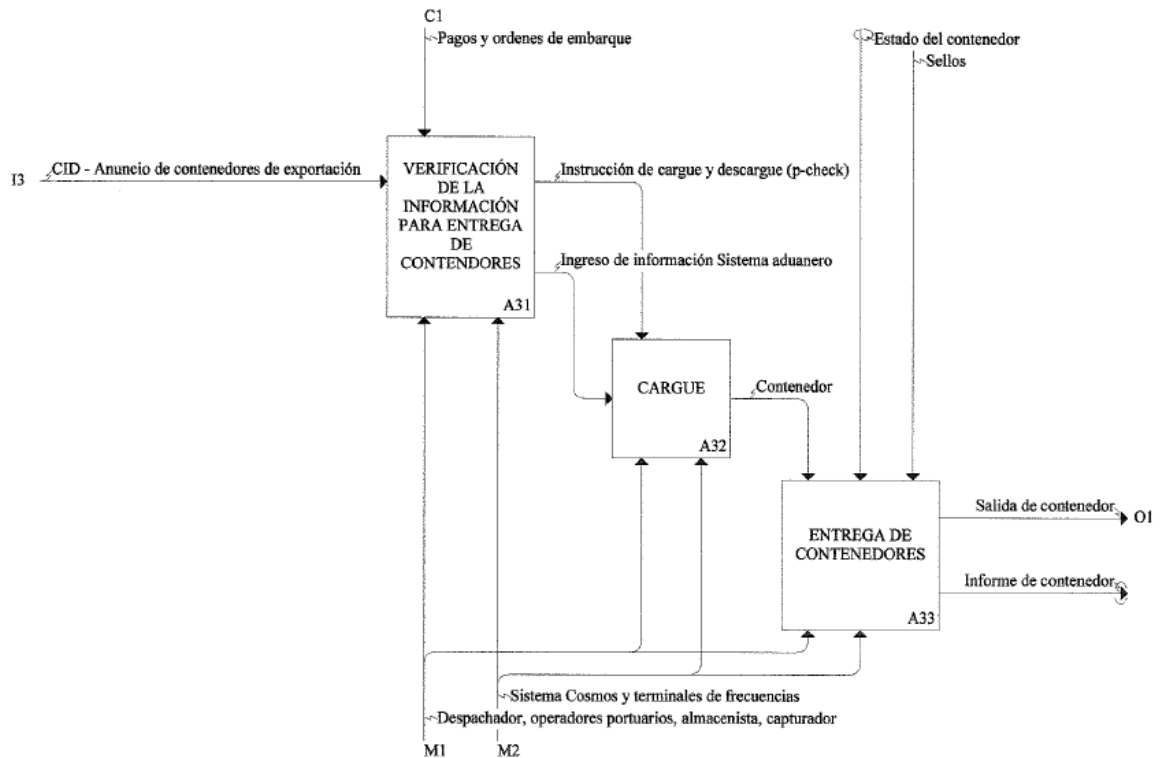 C1
Pagos y ordenes de embarque
Estado del contenedor
Sellos
I3
CID - Anuncio de contenedores de exportación
VERIFICACIÓN
DE LA
INFORMACIÓN
PARA ENTREGA
DE
CONTENDORES
A31
Instrucción de cargue y descargue (p-check)
Ingreso de información Sistema aduanero
CARGUE
A32
Contenedor
ENTREGA DE
CONTENEDORES
A33
Salida de contenedor
O1
Informe de contenedor
Sistema Cosmos y terminales de frecuencias
Despachador, operadores portuarios, almacenista, capturador
M1
M2